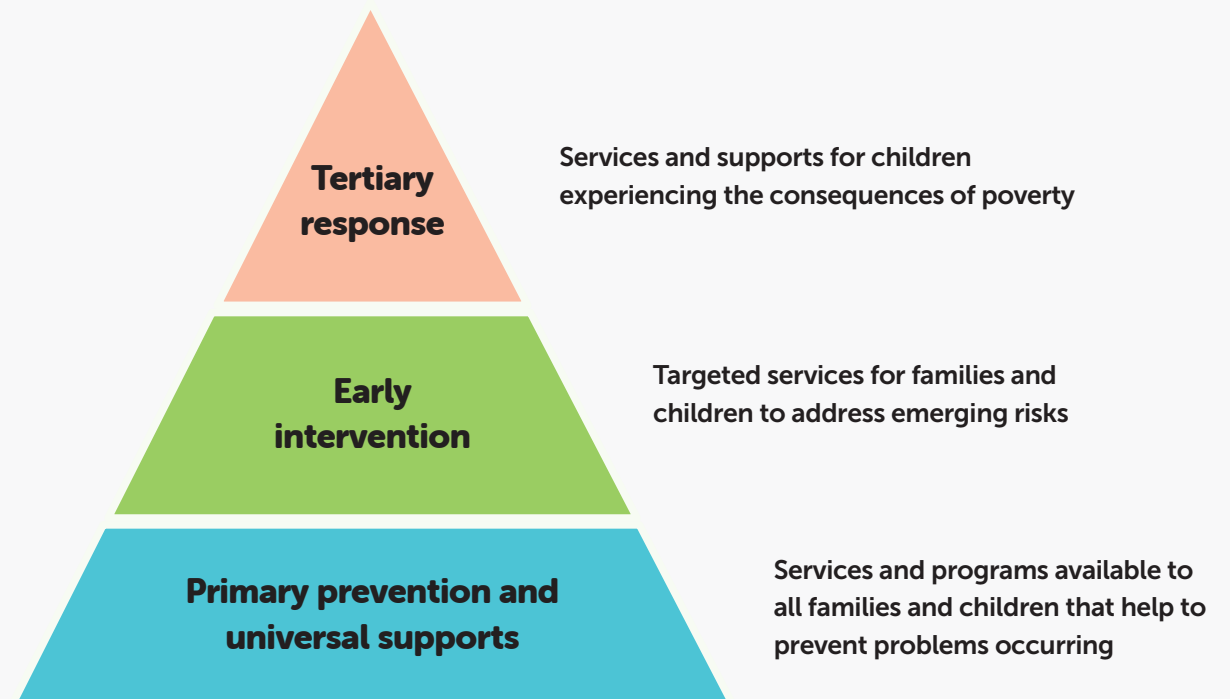 Tertiary
response
Services and supports for children
experiencing the consequences of poverty
Early
intervention
Targeted services for families and
children to address emerging risks
Primary prevention and
universal supports
Services and programs available to
all families and children that help to
prevent problems occurring